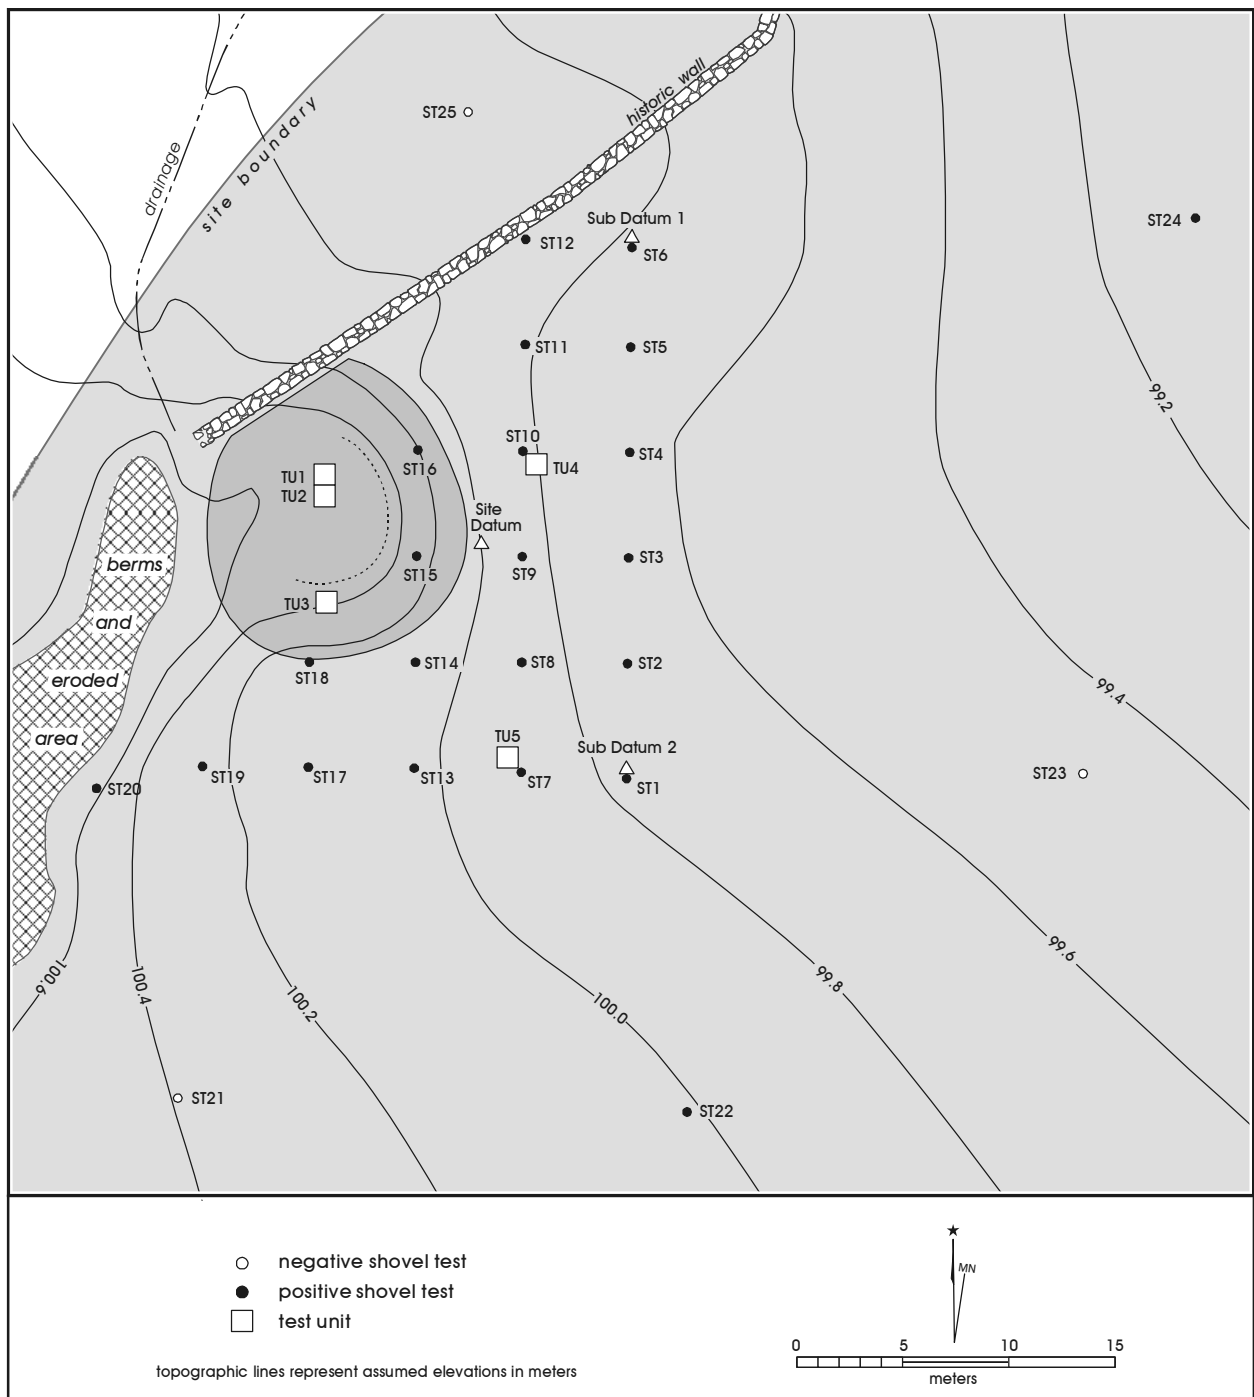 ST25
historic wall
drainage
site boundary
ST24
Sub Datum 1
ST12
ST6
ST11
ST5
99.2
ST10
ST4
ST16
TU4
TU1
TU2
Site
Datum
ST3
ST9
ST15
berms
TU3
and
ST14
ST8
ST2
ST18
eroded
99.4
area
TU5
Sub Datum 2
ST23
ST19
ST17
ST13
ST7
ST1
ST20
99.6
100.6
100.4
99.8
100.2
100.0
ST21
ST22
negative shovel test
positive shovel test
test unit
MN
0 5 10 15
meters
topographic lines represent assumed elevations in meters